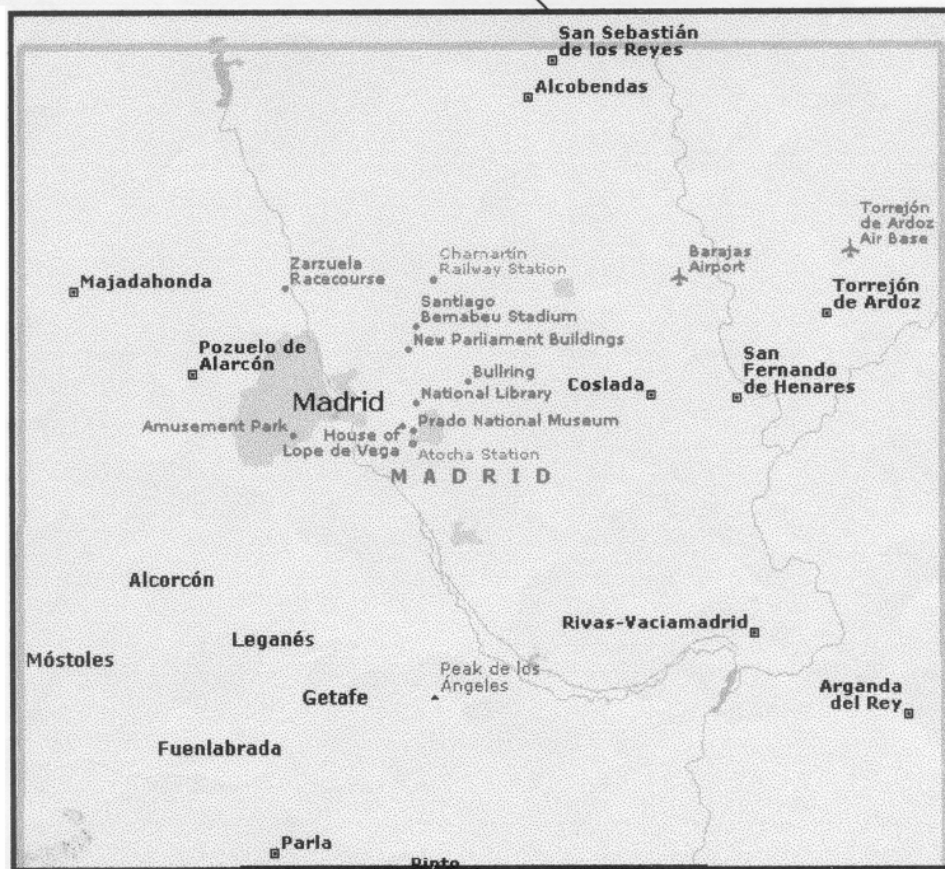 San Sebastián
de los Reyes
Alcobendas
Torrejón
de Ardoz
Air Base
Chamartín
Railway Station
Barajas
Airport
Zarzuela
Racecourse
Majadahonda
Torrejón
de Ardoz
Santiago
Bernabeu Stadium
New Parliament Buildings
Pozuelo de
Alarcón
San
Fernando
de Henares
Bullring
Coslada
Madrid
National Library
Amusement Park
House of
Lope de Vega
Prado National Museum
Atocha Station
MADRID
Alcorcón
Rivas-Vaciamadrid
Leganés
Móstoles
Peak de los
Ángeles
Getafe
Arganda
del Rey
Fuenlabrada
Parla
Pinto